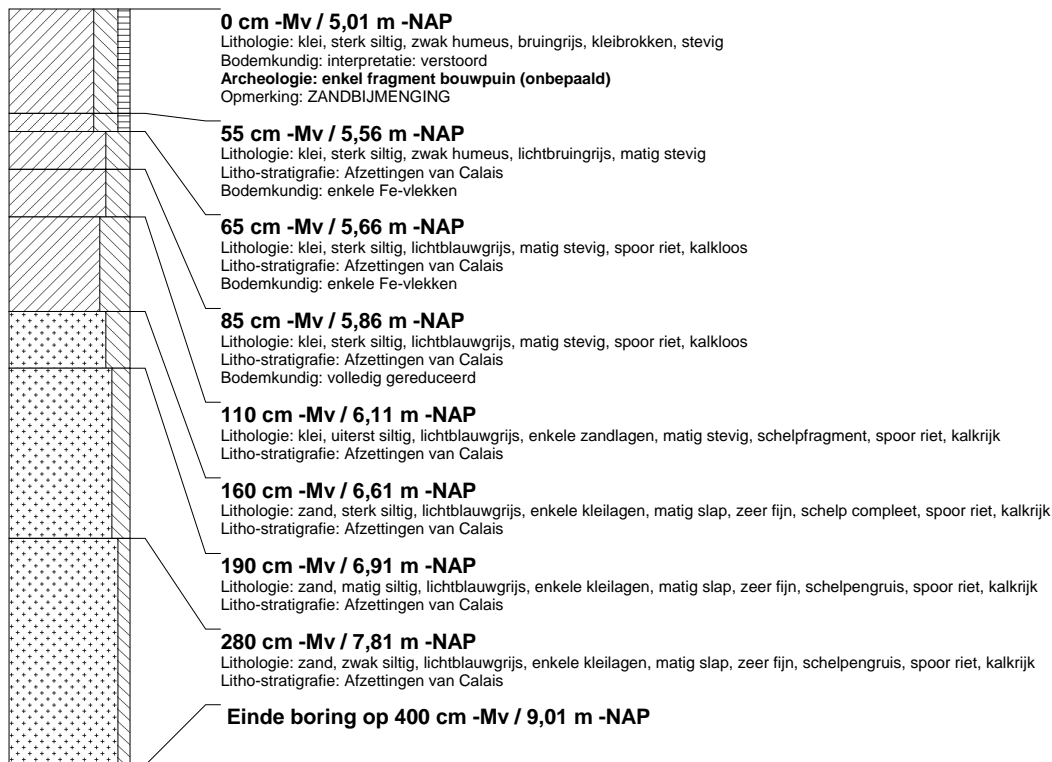 0 cm -Mv / 5,01 m -NAP
Lithologie: klei, sterk siltig, zwak humeus, bruingrijs, kleibrokken, stevig
Bodemkundig: interpretatie: verstoord
Archeologie: enkel fragment bouwpuin (onbepaald)
Opmerking: ZANDBIJMENGING
55 cm -Mv / 5,56 m -NAP
Lithologie: klei, sterk siltig, zwak humeus, lichtbruingrijs, matig stevig
Litho-stratigrafie: Afzettingen van Calais
Bodemkundig: enkele Fe-vlekken
65 cm -Mv / 5,66 m -NAP
Lithologie: klei, sterk siltig, lichtblauwgrijs, matig stevig, spoor riet, kalkloos
Litho-stratigrafie: Afzettingen van Calais
Bodemkundig: enkele Fe-vlekken
85 cm -Mv / 5,86 m -NAP
Lithologie: klei, sterk siltig, lichtblauwgrijs, matig stevig, spoor riet, kalkloos
Litho-stratigrafie: Afzettingen van Calais
Bodemkundig: volledig gereduceerd
110 cm -Mv / 6,11 m -NAP
Lithologie: klei, uiterst siltig, lichtblauwgrijs, enkele zandlagen, matig stevig, schelpfragment, spoor riet, kalkrijk
Litho-stratigrafie: Afzettingen van Calais
160 cm -Mv / 6,61 m -NAP
Lithologie: zand, sterk siltig, lichtblauwgrijs, enkele kleilagen, matig slap, zeer fijn, schelp compleet, spoor riet, kalkrijk
Litho-stratigrafie: Afzettingen van Calais
190 cm -Mv / 6,91 m -NAP
Lithologie: zand, matig siltig, lichtblauwgrijs, enkele kleilagen, matig slap, zeer fijn, schelpengruis, spoor riet, kalkrijk
Litho-stratigrafie: Afzettingen van Calais
280 cm -Mv / 7,81 m -NAP
Lithologie: zand, zwak siltig, lichtblauwgrijs, enkele kleilagen, matig slap, zeer fijn, schelpengruis, spoor riet, kalkrijk
Litho-stratigrafie: Afzettingen van Calais
Einde boring op 400 cm -Mv / 9,01 m -NAP